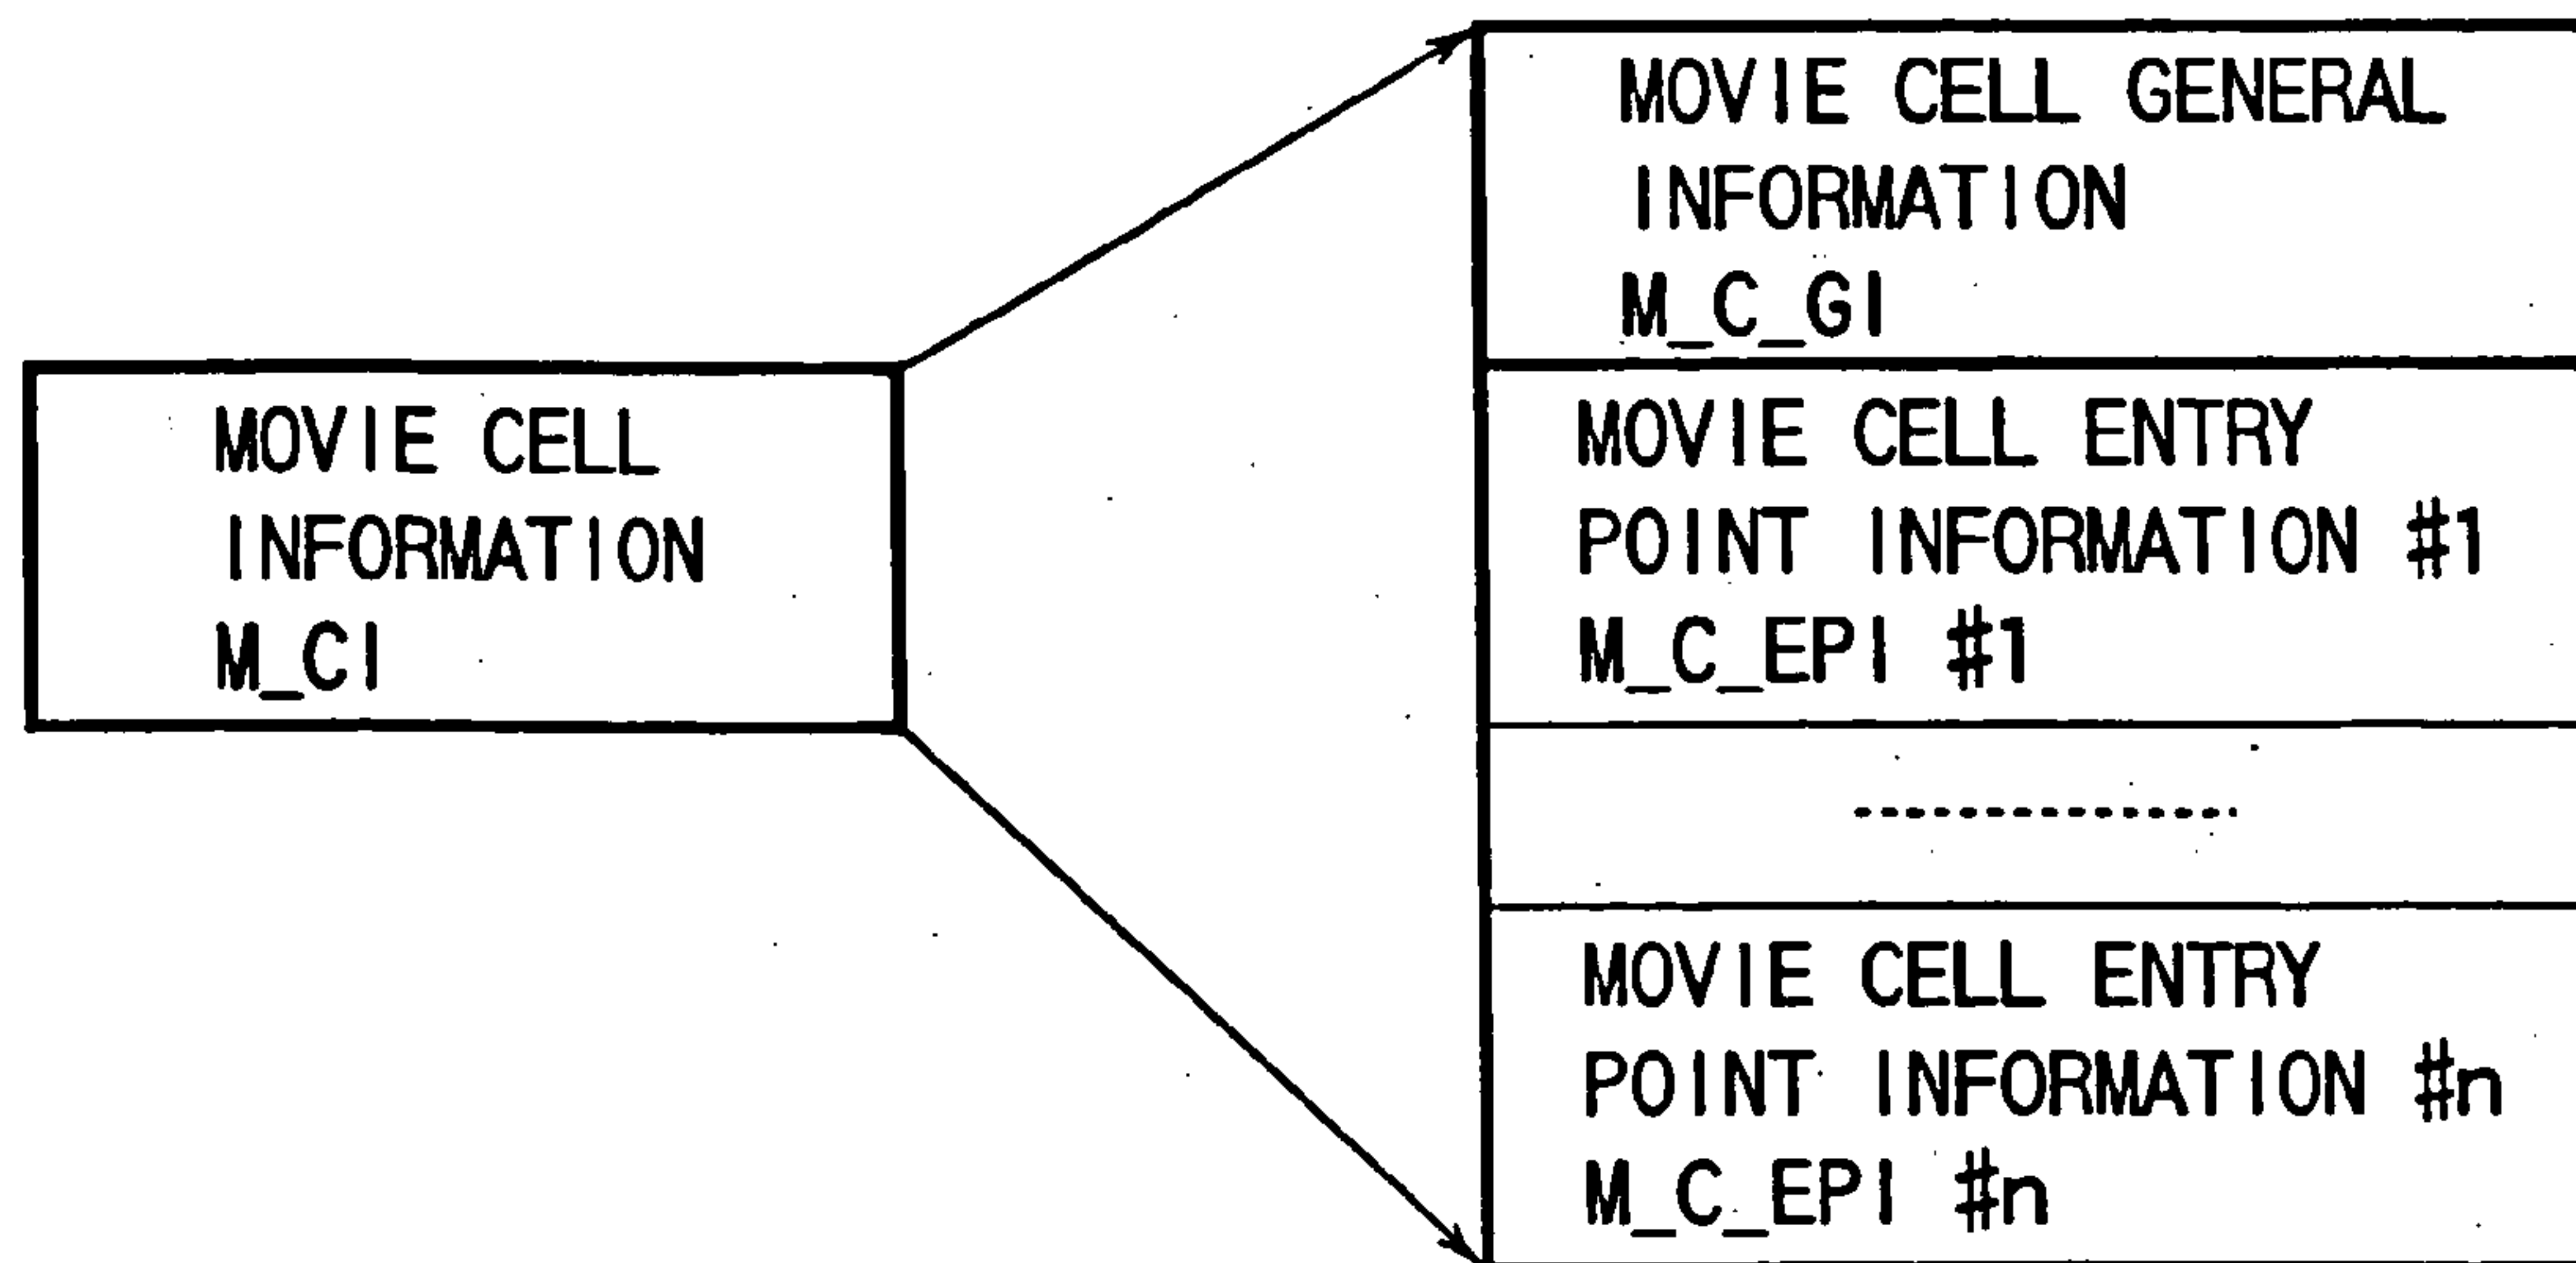 MOVIE CELL
INFORMATION
M_CI
MOVIE CELL GENERAL
INFORMATION
M_C_GI
MOVIE CELL ENTRY
POINT INFORMATION #1
M_C_EPI #1
MOVIE CELL ENTRY
POINT INFORMATION #n
M_C_EPI #n